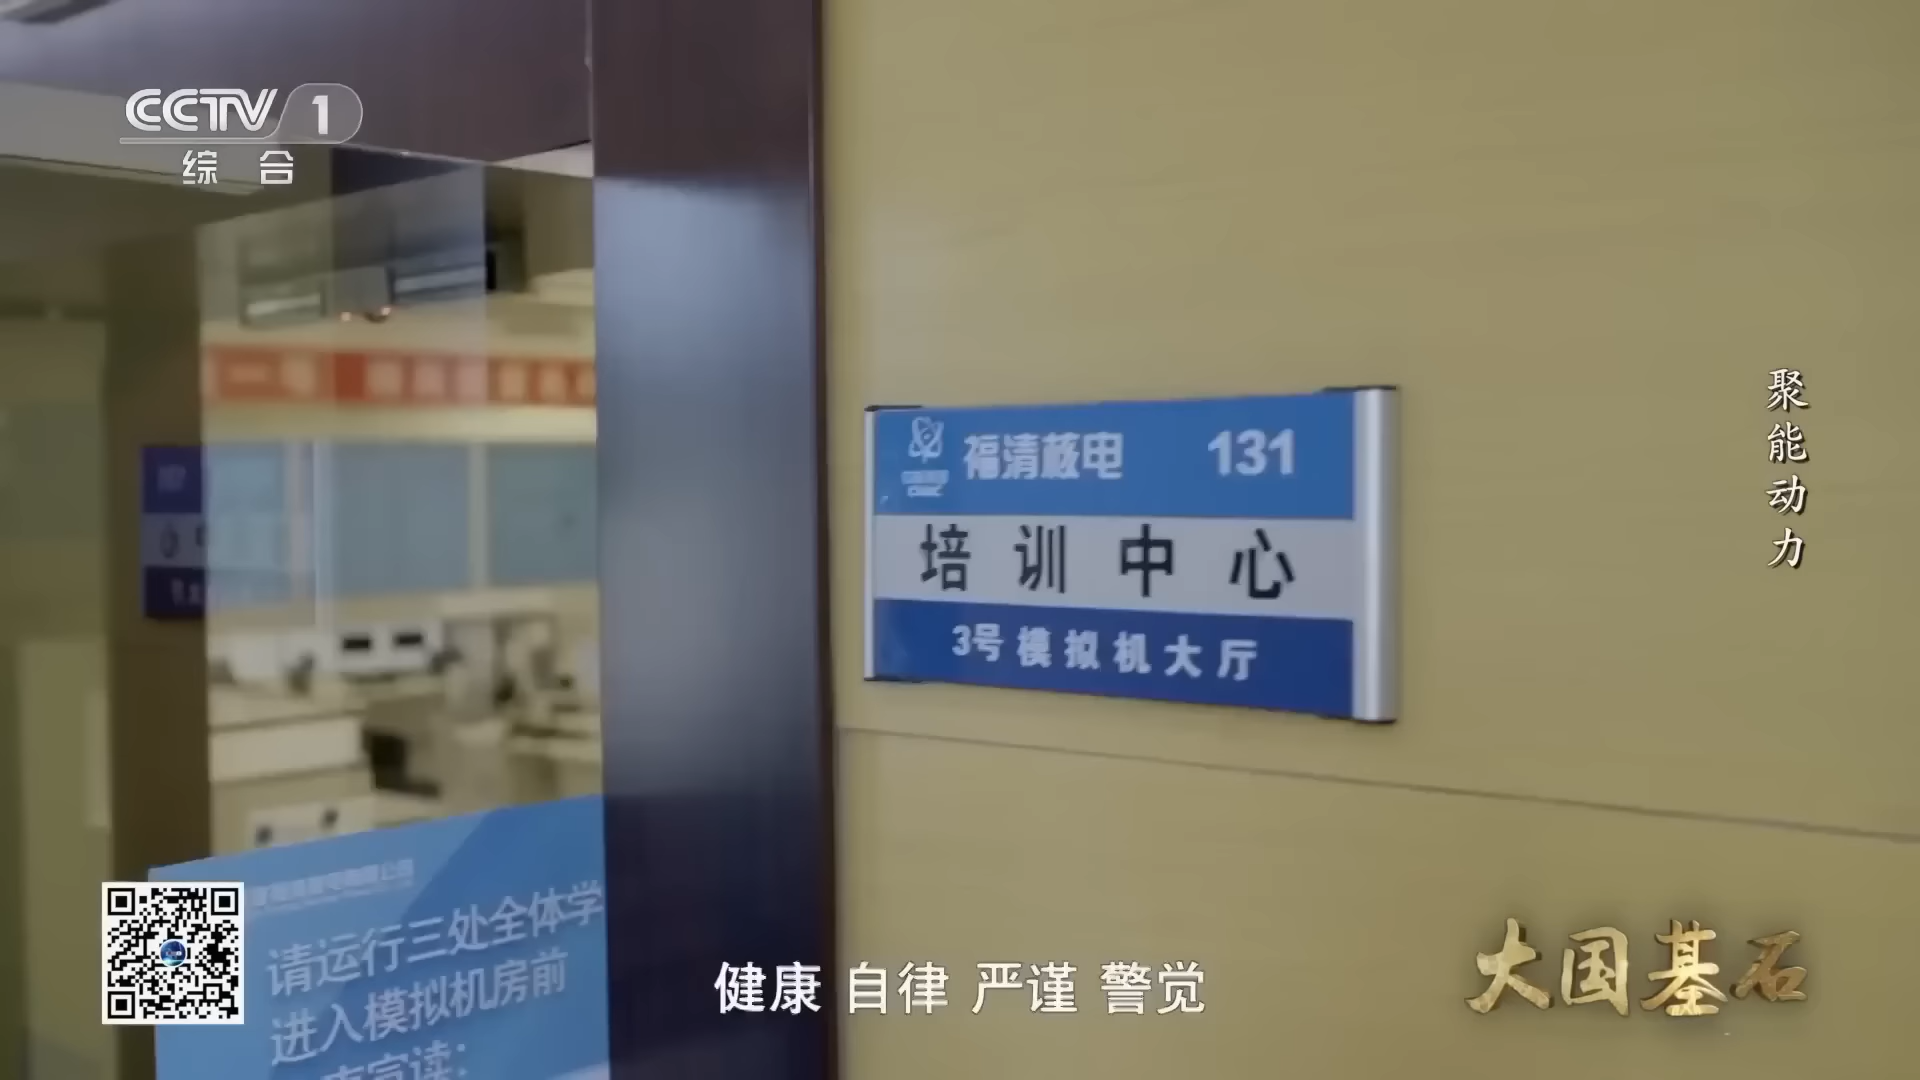 CCTV 1
综合
聚能动力
福清核电 131
培训中心
3号模拟机大厅
请运行三处全体学
进入模拟机房前
宣读：
健康 自律 严谨 警觉
大国基石